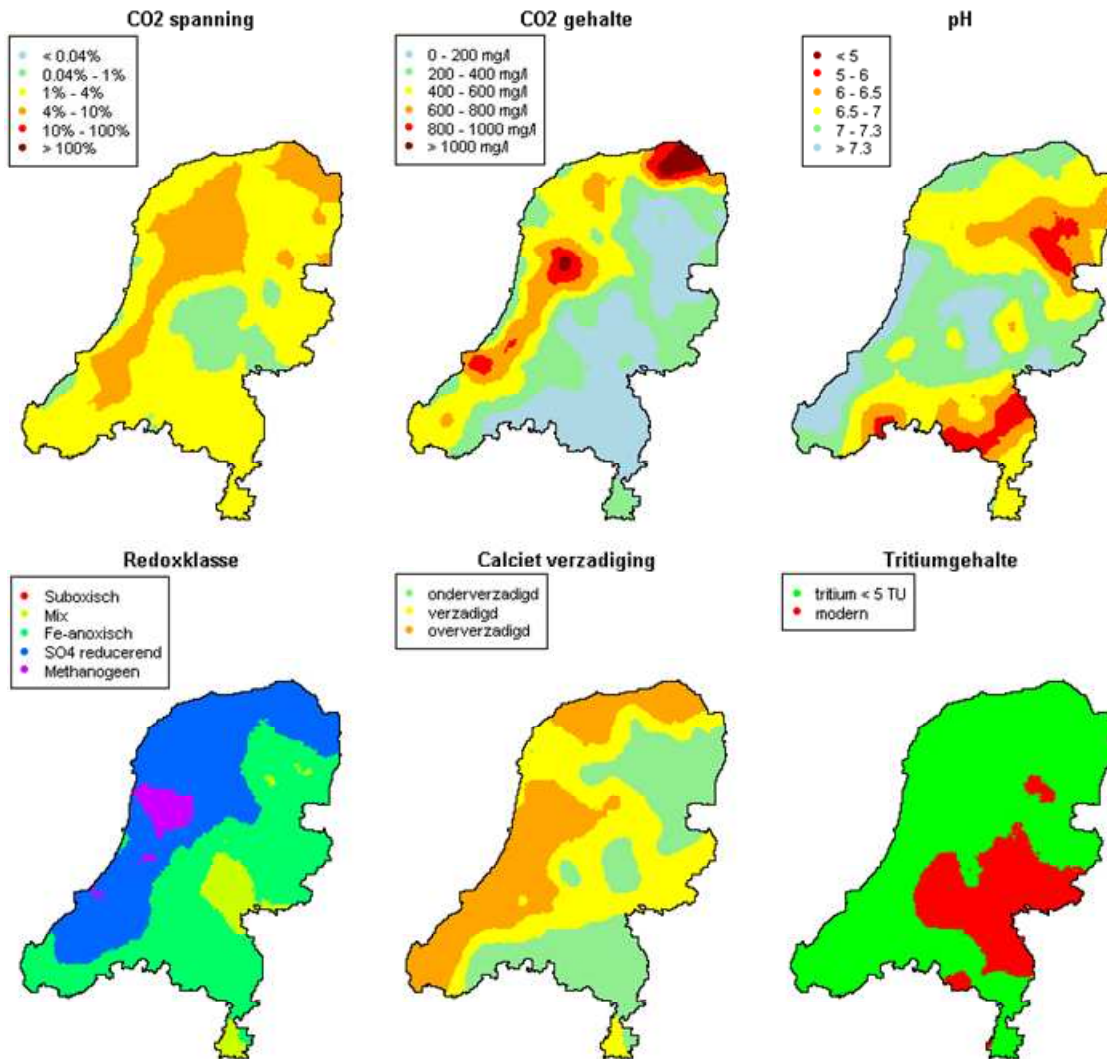 CO2 spanning
< 0.04%
0.04% - 1%
1% - 4%
4% - 10%
10% - 100%
> 100%
CO2 gehalte
0 - 200 mg/l
200 - 400 mg/l
400 - 600 mg/l
600 - 800 mg/l
800 - 1000 mg/l
> 1000 mg/l
pH
< 5
5 - 6
6 - 6.5
6.5 - 7
7 - 7.3
> 7.3
Redoxklasse
Suboxisch
Mix
Fe-anoxisch
SO4 reducerend
Methanogeen
Calciet verzadiging
onderverzadigd
verzadigd
oververzadigd
Tritiumgehalte
tritium < 5 TU
modern